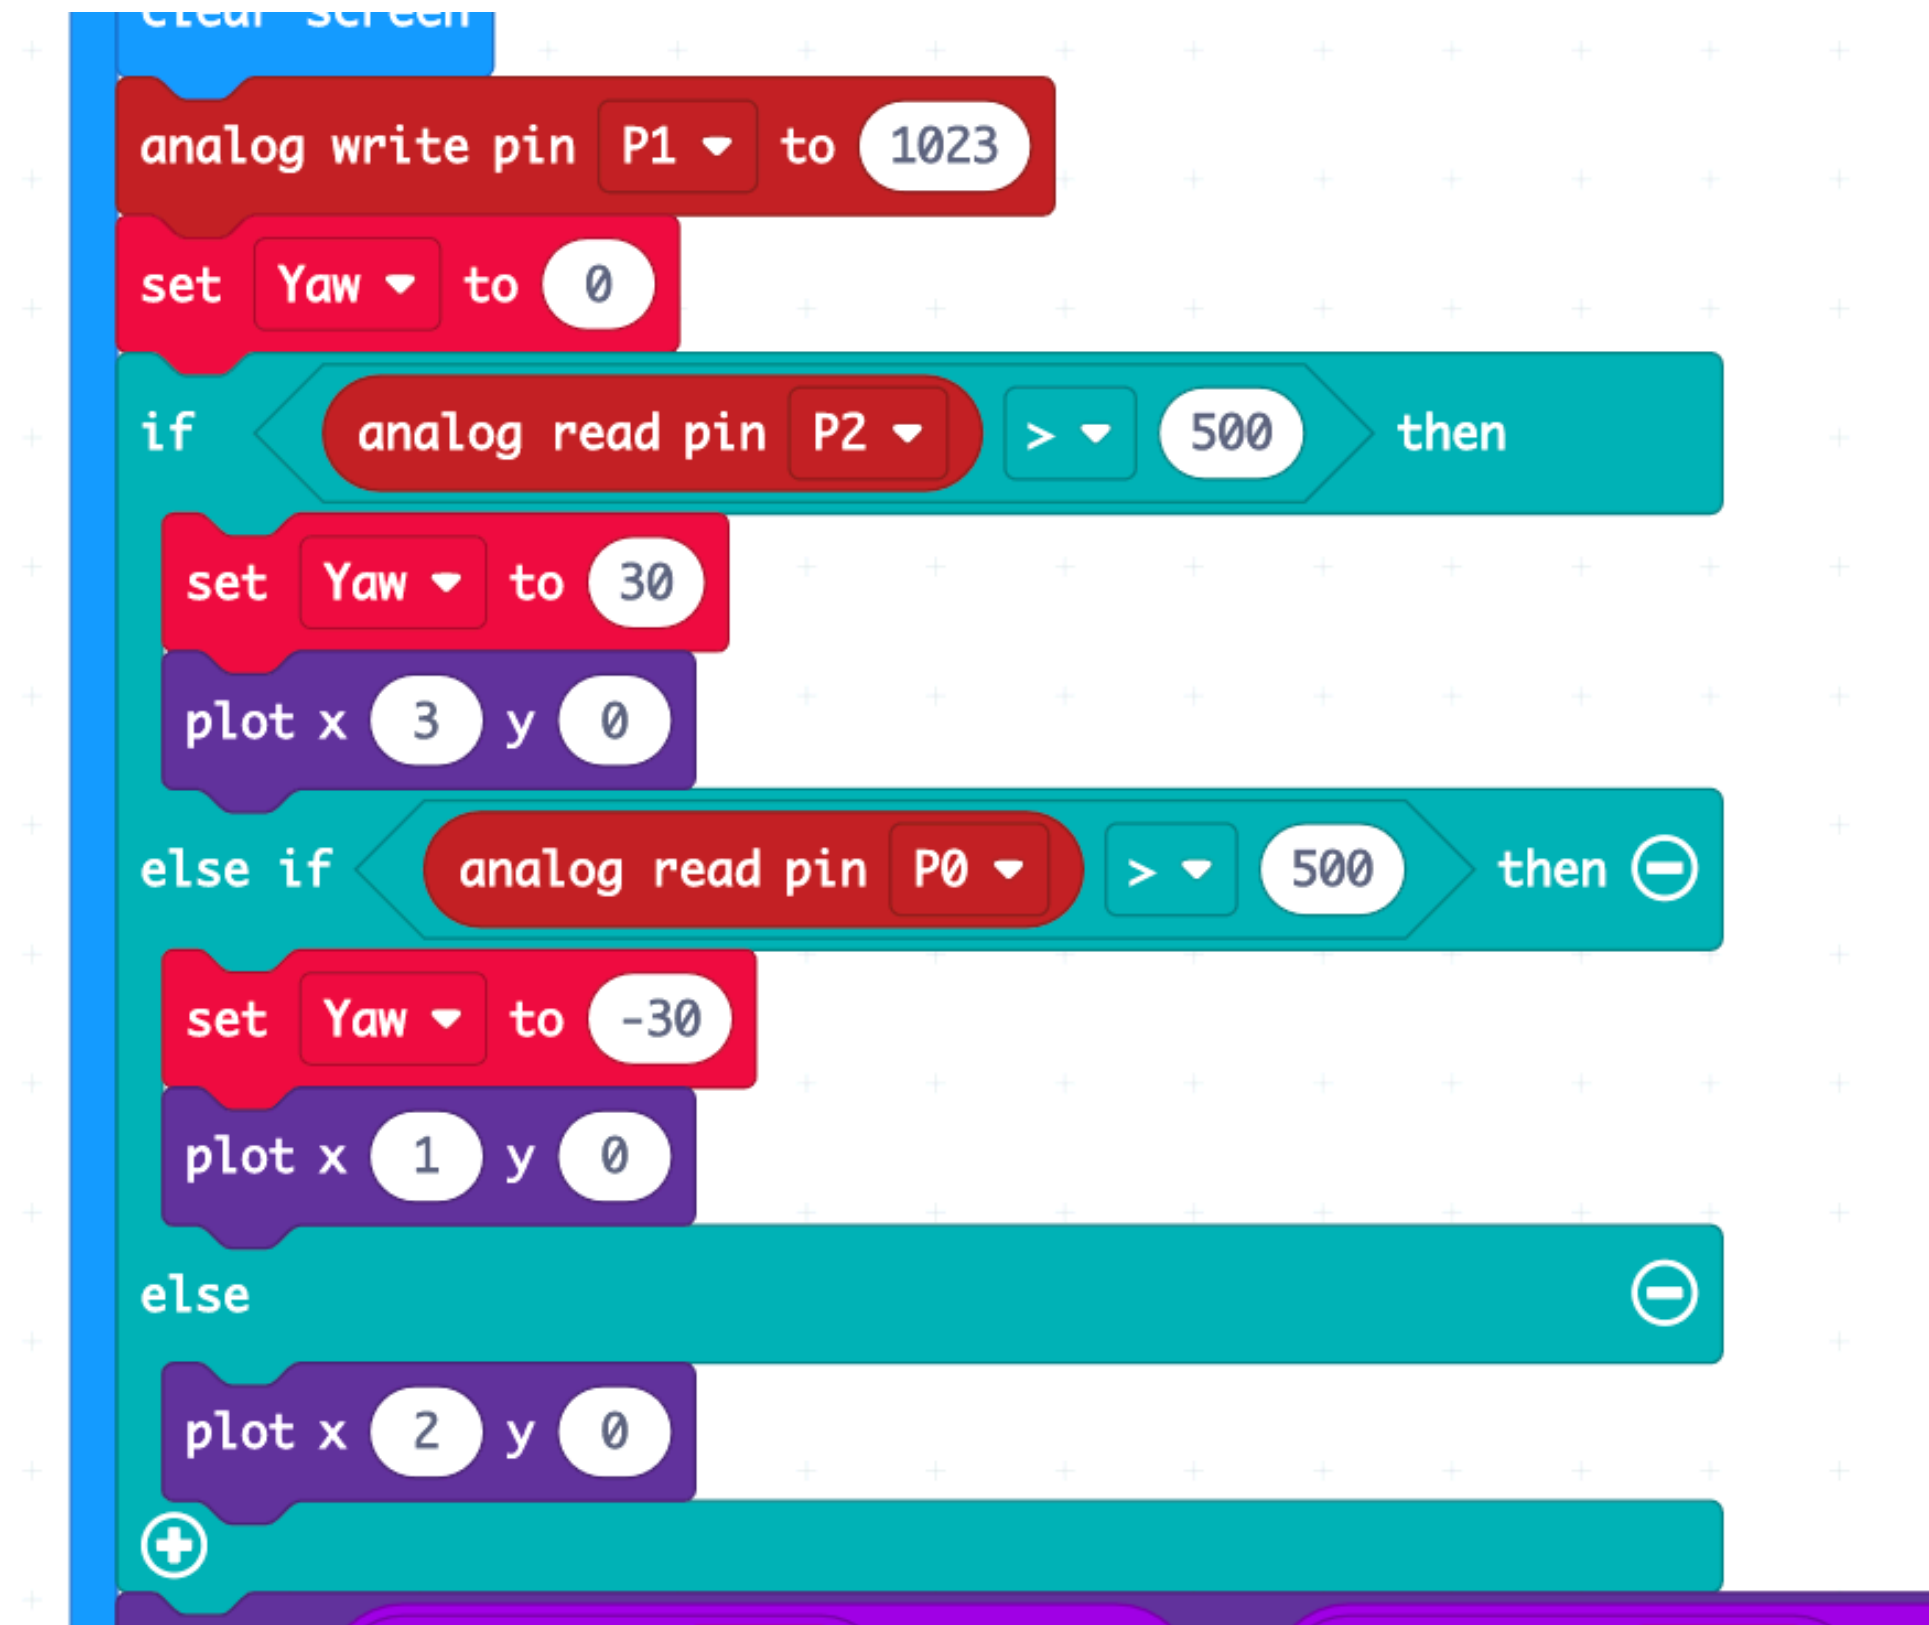 clear screen
analog write pin P1 to 1023
set Yaw to 0
if analog read pin P2 > 500 then
set Yaw to 30
plot x 3 y 0
else if analog read pin P0 > 500 then
set Yaw to -30
plot x 1 y 0
else
plot x 2 y 0